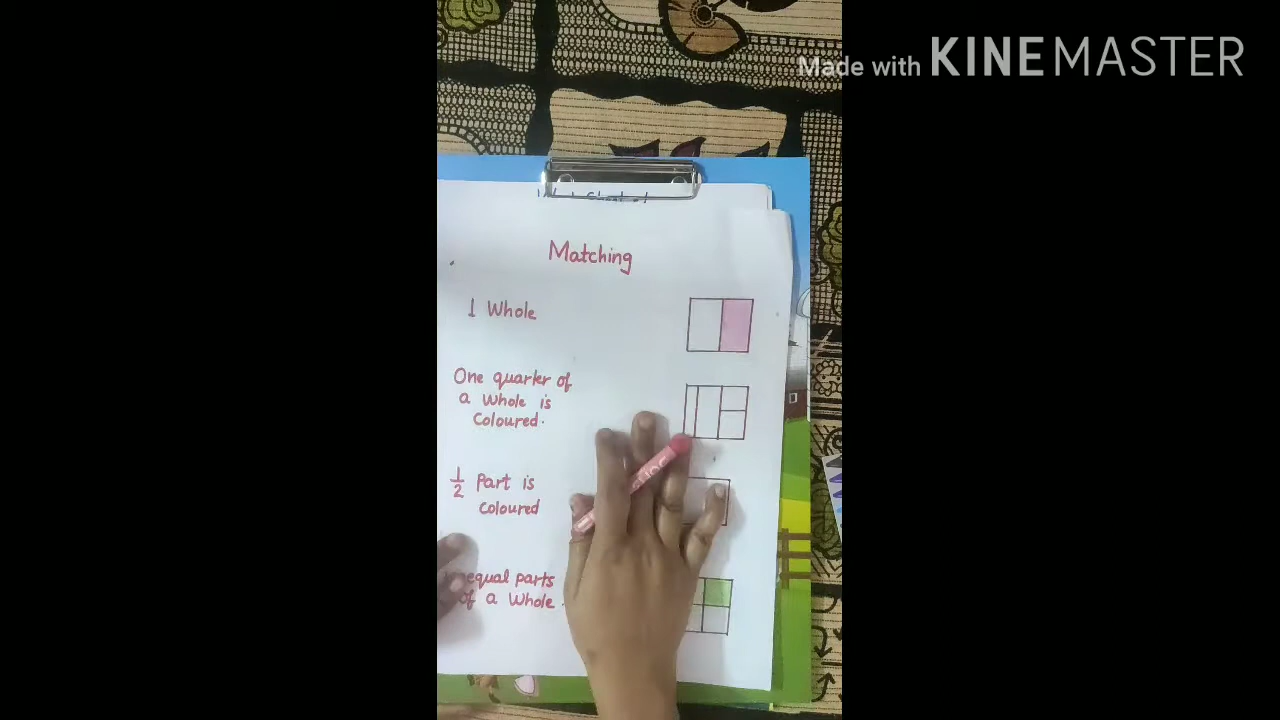 Made with KINEMASTER
Matching
1 Whole
One quarter of
a Whole is
Coloured.
1/2 Part is
Coloured
equal parts
of a Whole.